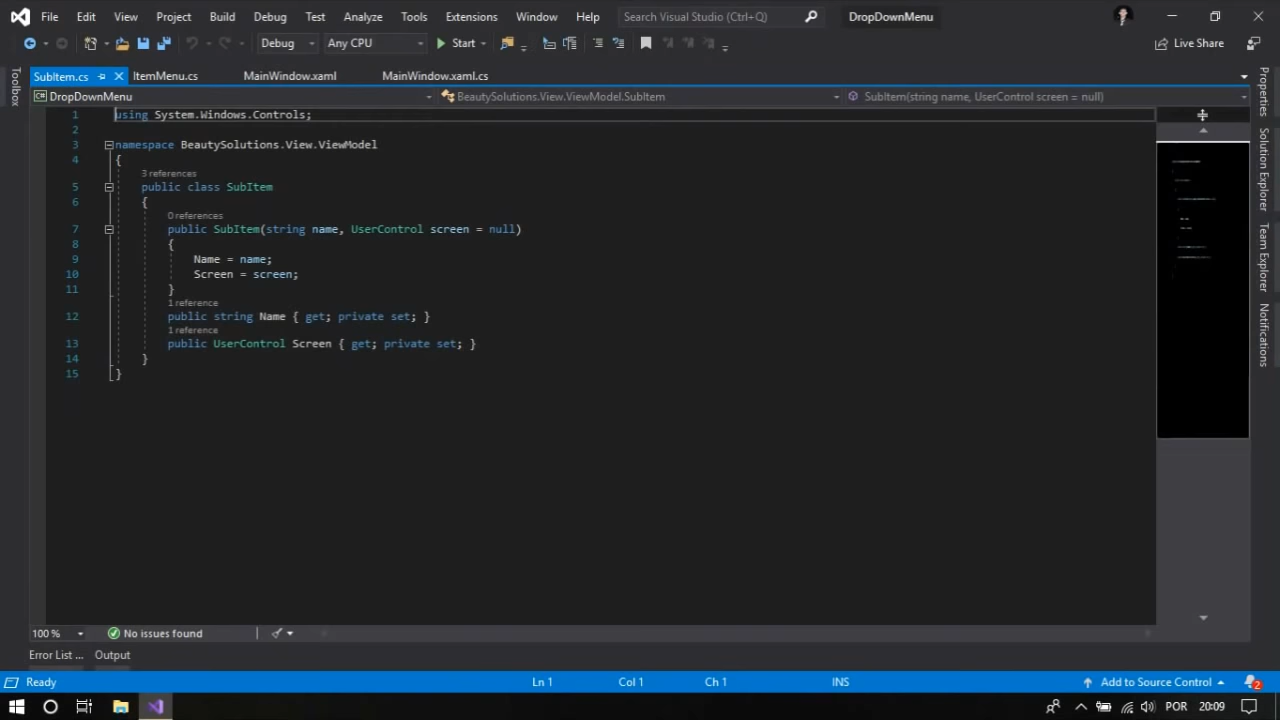 File Edit View Project Build Debug Test Analyze Tools Extensions Window Help Search Visual Studio (Ctrl+Q) DropDownMenu
Debug Any CPU Start Live Share
SubItem.cs ItemMenu.cs MainWindow.xaml MainWindow.xaml.cs
DropDownMenu BeautySolutions.View.ViewModel.SubItem SubItem(string name, UserControl screen = null)
Toolbox
1 using System.Windows.Controls;
2
3 namespace BeautySolutions.View.ViewModel
4 {
3 references
5 public class SubItem
6 {
0 references
7 public SubItem(string name, UserControl screen = null)
8 {
9 Name = name;
10 Screen = screen;
11 }
1 reference
12 public string Name { get; private set; }
1 reference
13 public UserControl Screen { get; private set; }
14 }
15 }
Properties
Solution Explorer
Team Explorer
Notifications
100 % No issues found
Error List ... Output
Ready Ln 1 Col 1 Ch 1 INS Add to Source Control 2
POR 20:09